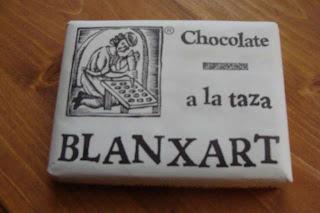 ®
Chocolate
a la taza
BLANXART